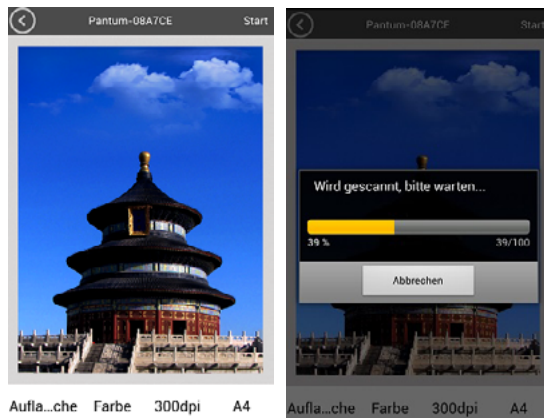 Pantum-08A7CE Start
Aufla...che Farbe 300dpi A4
Pantum-08A7CE Start
Wird gescannt, bitte warten...
39 % 39/100
Abbrechen
Aufla...che Farbe 300dpi A4